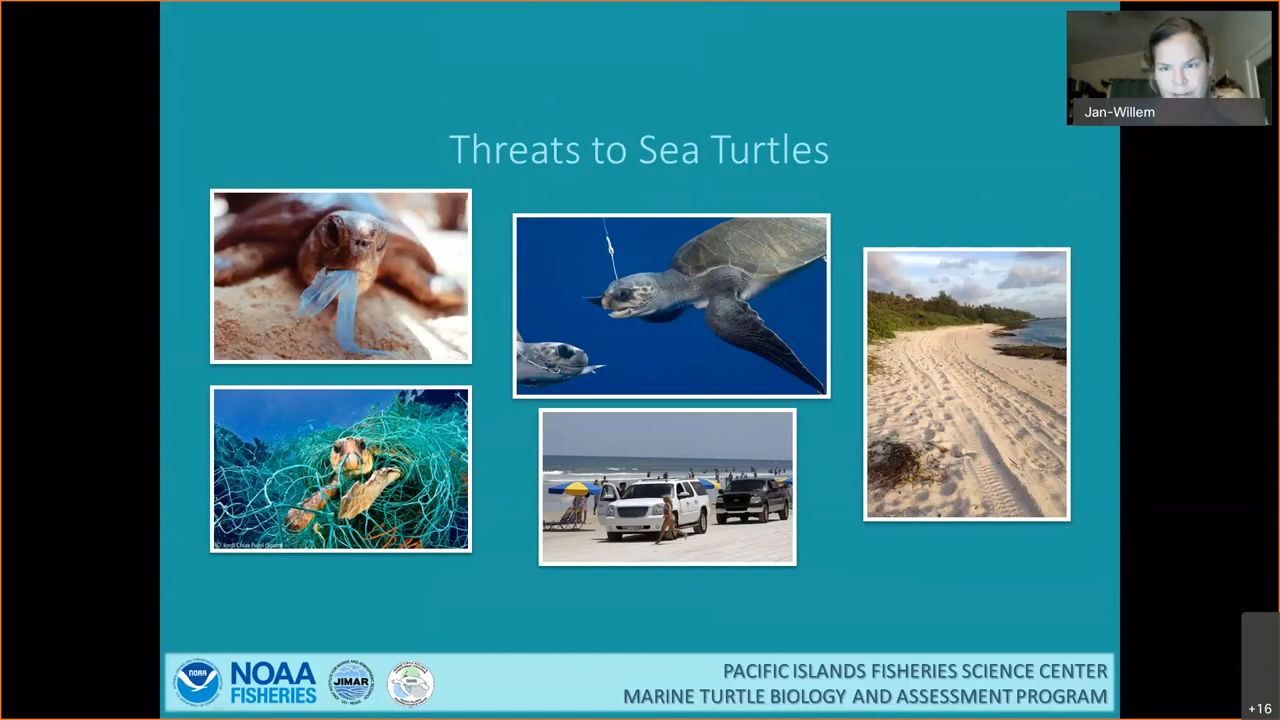 Jan-Willem
Threats to Sea Turtles
NOAA
NOAA
FISHERIES
JIMAR
PACIFIC ISLANDS FISHERIES SCIENCE CENTER
MARINE TURTLE BIOLOGY AND ASSESSMENT PROGRAM
+16